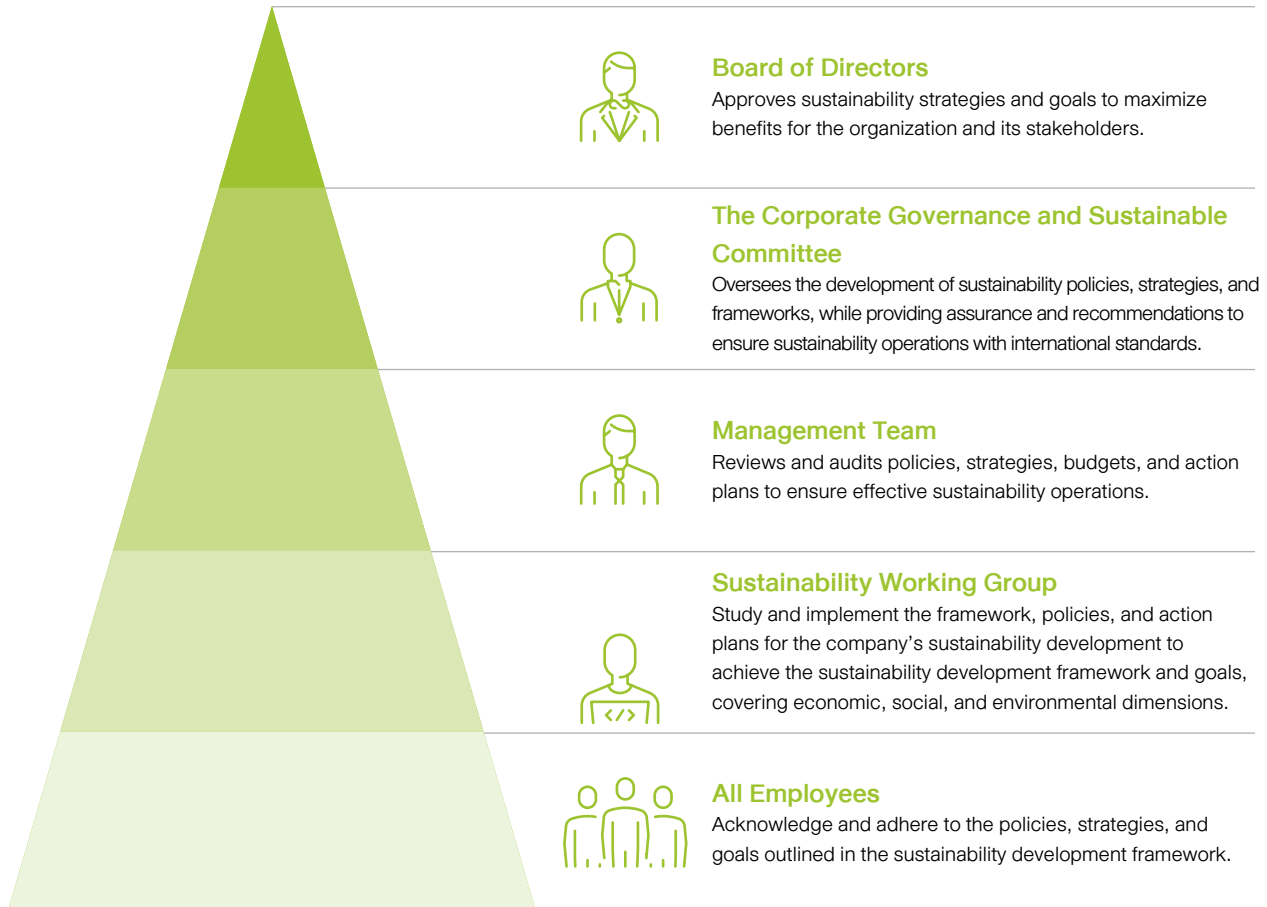 Board of Directors
Approves sustainability strategies and goals to maximize
benefits for the organization and its stakeholders.
The Corporate Governance and Sustainable
Committee
Oversees the development of sustainability policies, strategies, and
frameworks, while providing assurance and recommendations to
ensure sustainability operations with international standards.
Management Team
Reviews and audits policies, strategies, budgets, and action
plans to ensure effective sustainability operations.
Sustainability Working Group
Study and implement the framework, policies, and action
plans for the company’s sustainability development to
achieve the sustainability development framework and goals,
covering economic, social, and environmental dimensions.
</>
All Employees
Acknowledge and adhere to the policies, strategies, and
goals outlined in the sustainability development framework.